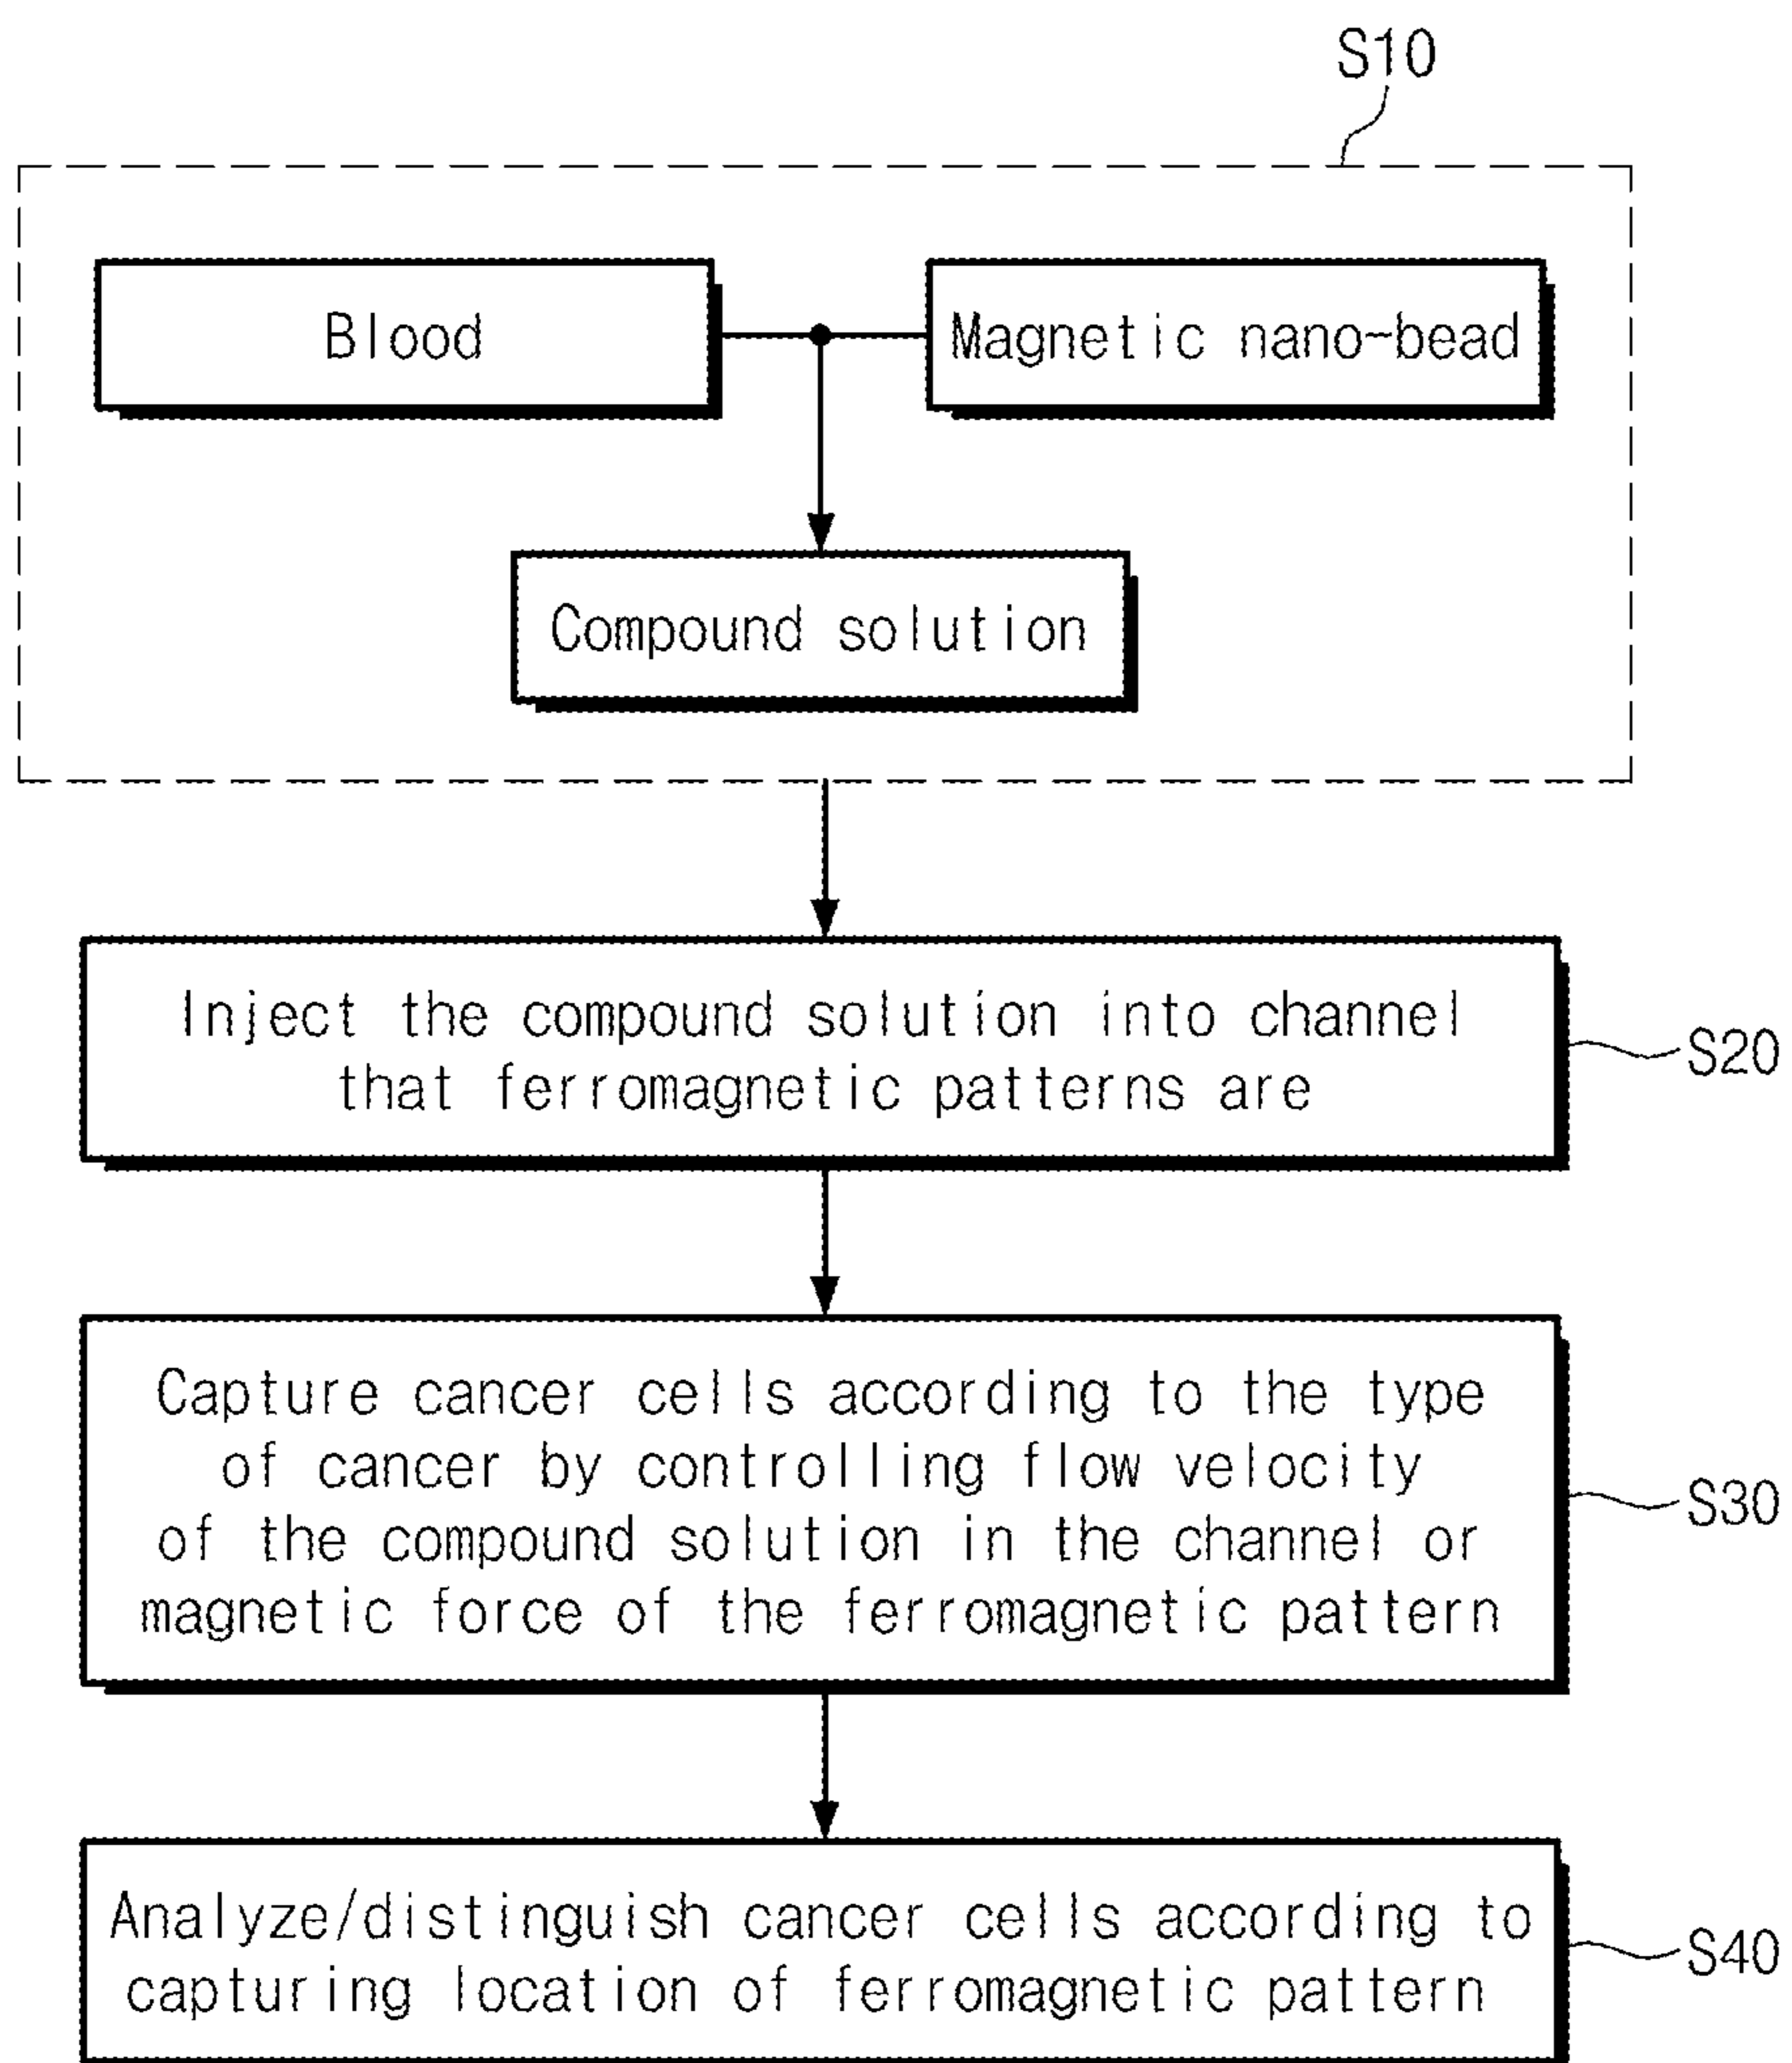 S10
Blood
Magnetic nano-bead
Compound solution
Inject the compound solution into channel
that ferromagnetic patterns are
S20
Capture cancer cells according to the type
of cancer by controlling flow velocity
of the compound solution in the channel or
magnetic force of the ferromagnetic pattern
S30
Analyze/distinguish cancer cells according to
capturing location of ferromagnetic pattern
S40